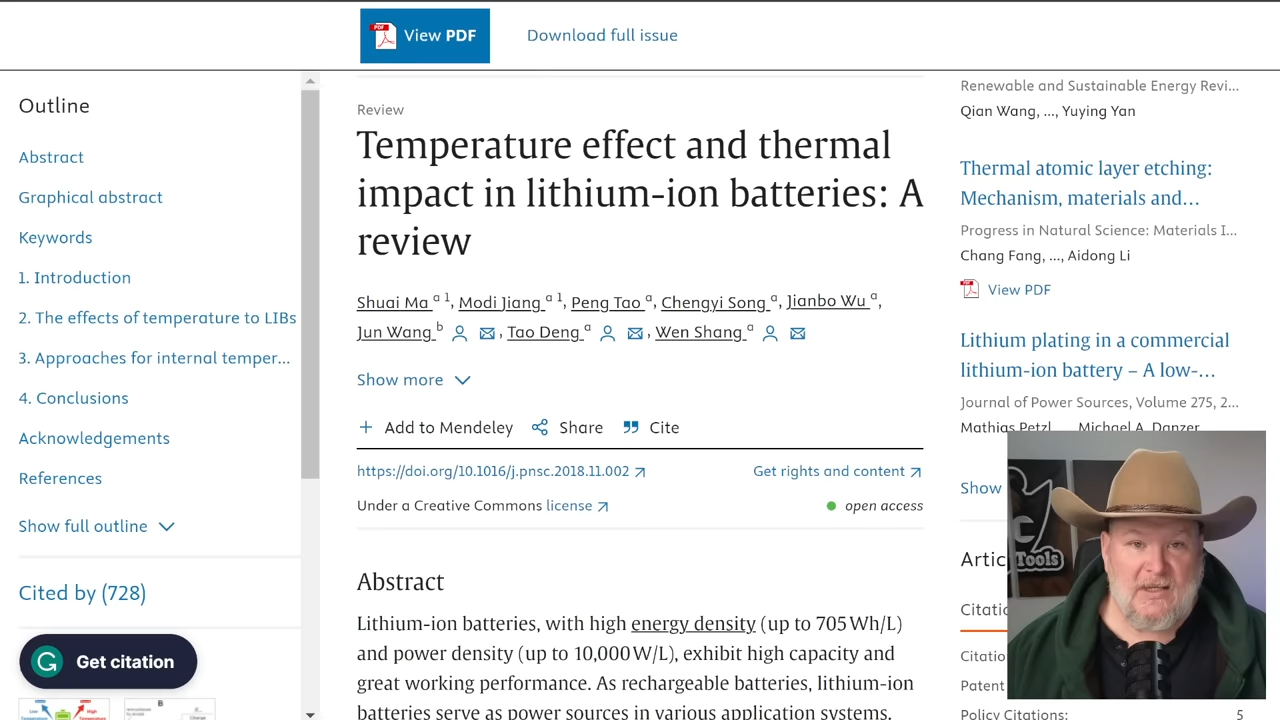 View PDF
Download full issue
Outline
Abstract
Graphical abstract
Keywords
1. Introduction
2. The effects of temperature to LIBs
3. Approaches for internal temper...
4. Conclusions
Acknowledgements
References
Show full outline
Cited by (728)
Get citation
Review
Temperature effect and thermal
impact in lithium-ion batteries: A
review
Shuai Ma a 1, Modi Jiang a 1, Peng Tao a, Chengyi Song a, Jianbo Wu a,
Jun Wang b, Tao Deng a, Wen Shang a
Show more
Add to Mendeley Share Cite
https://doi.org/10.1016/j.pnsc.2018.11.002
Get rights and content
Under a Creative Commons license
open access
Abstract
Lithium-ion batteries, with high energy density (up to 705 Wh/L)
and power density (up to 10,000 W/L), exhibit high capacity and
great working performance. As rechargeable batteries, lithium-ion
batteries serve as power sources in various application systems.
Renewable and Sustainable Energy Revi...
Qian Wang, ..., Yuying Yan
Thermal atomic layer etching:
Mechanism, materials and...
Progress in Natural Science: Materials I...
Chang Fang, ..., Aidong Li
View PDF
Lithium plating in a commercial
lithium-ion battery – A low-...
Journal of Power Sources, Volume 275, 2...
Mathias Petzl, ..., Michael A. Danzer
Show
Artic
Citatio
Citatio
Patent
Policy Citations: 5
Tools